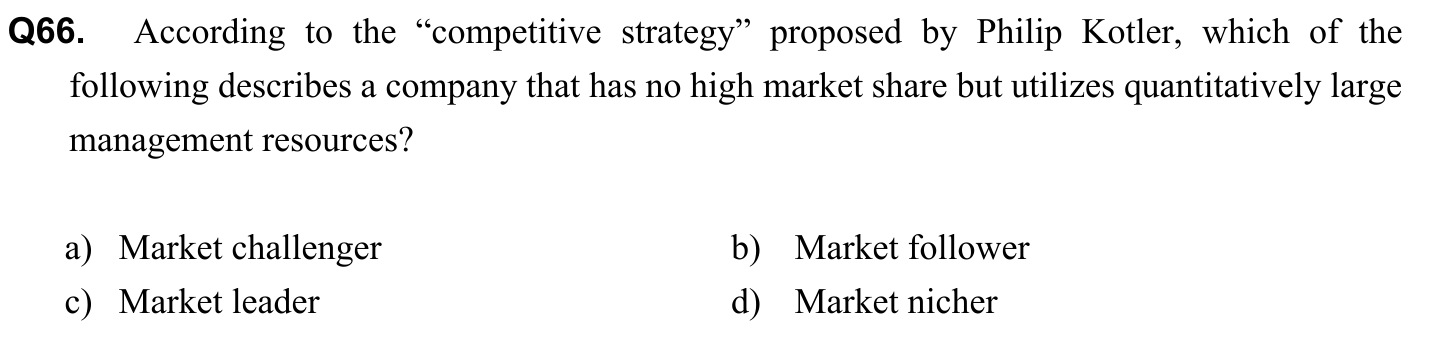 Q66. According to the “competitive strategy” proposed by Philip Kotler, which of the
following describes a company that has no high market share but utilizes quantitatively large
management resources?
a) Market challenger b) Market follower
c) Market leader d) Market nicher